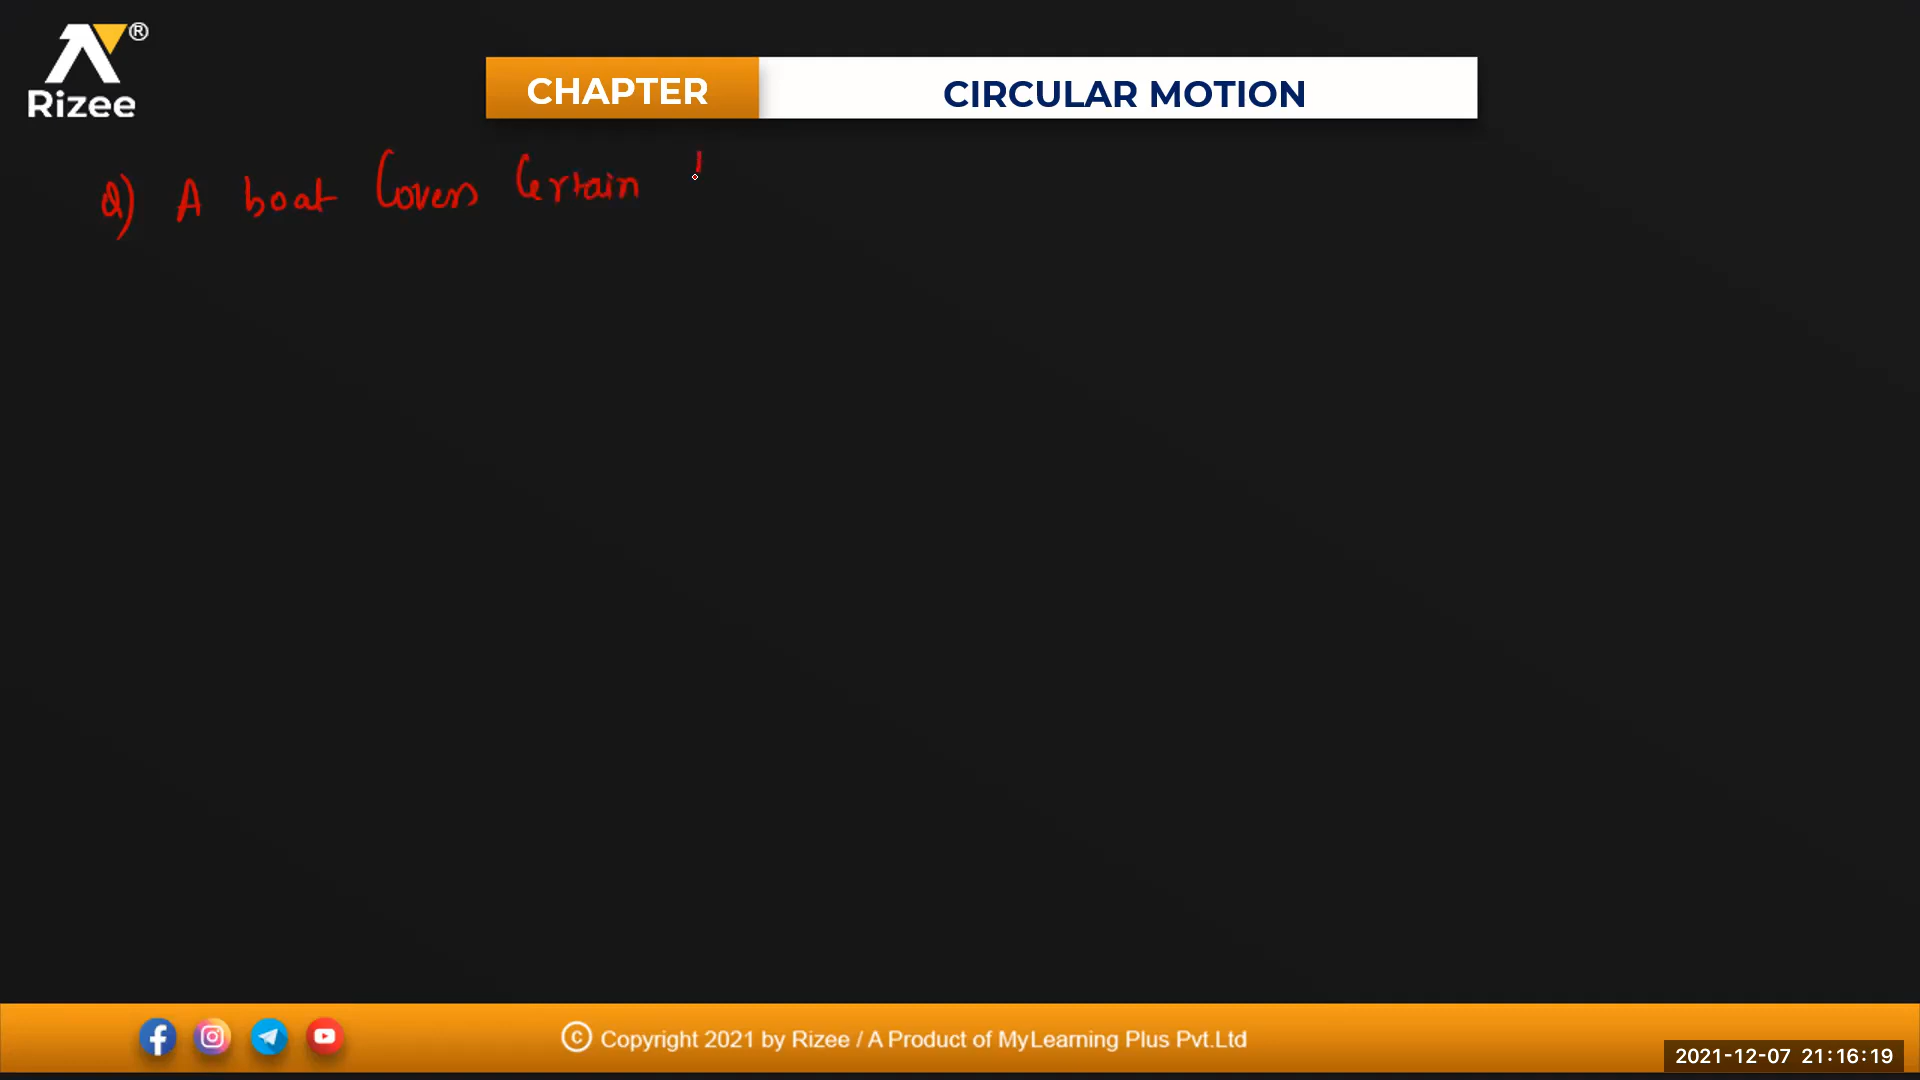 ®
Rizee
CHAPTER
CIRCULAR MOTION
Q) A boat Covers Certain
© Copyright 2021 by Rizee / A Product of MyLearning Plus Pvt.Ltd
2021-12-07 21:16:19